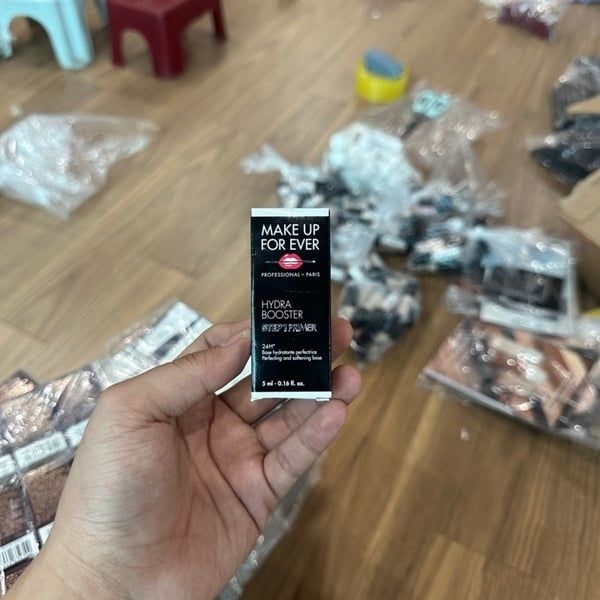 MAKE UP
FOR EVER
PROFESSIONAL - PARIS
HYDRA
BOOSTER
STEP 1 PRIMER
24H*
Base hydratante perfectrice
Perfecting and softening base
5 ml - 0.16 fl. oz.